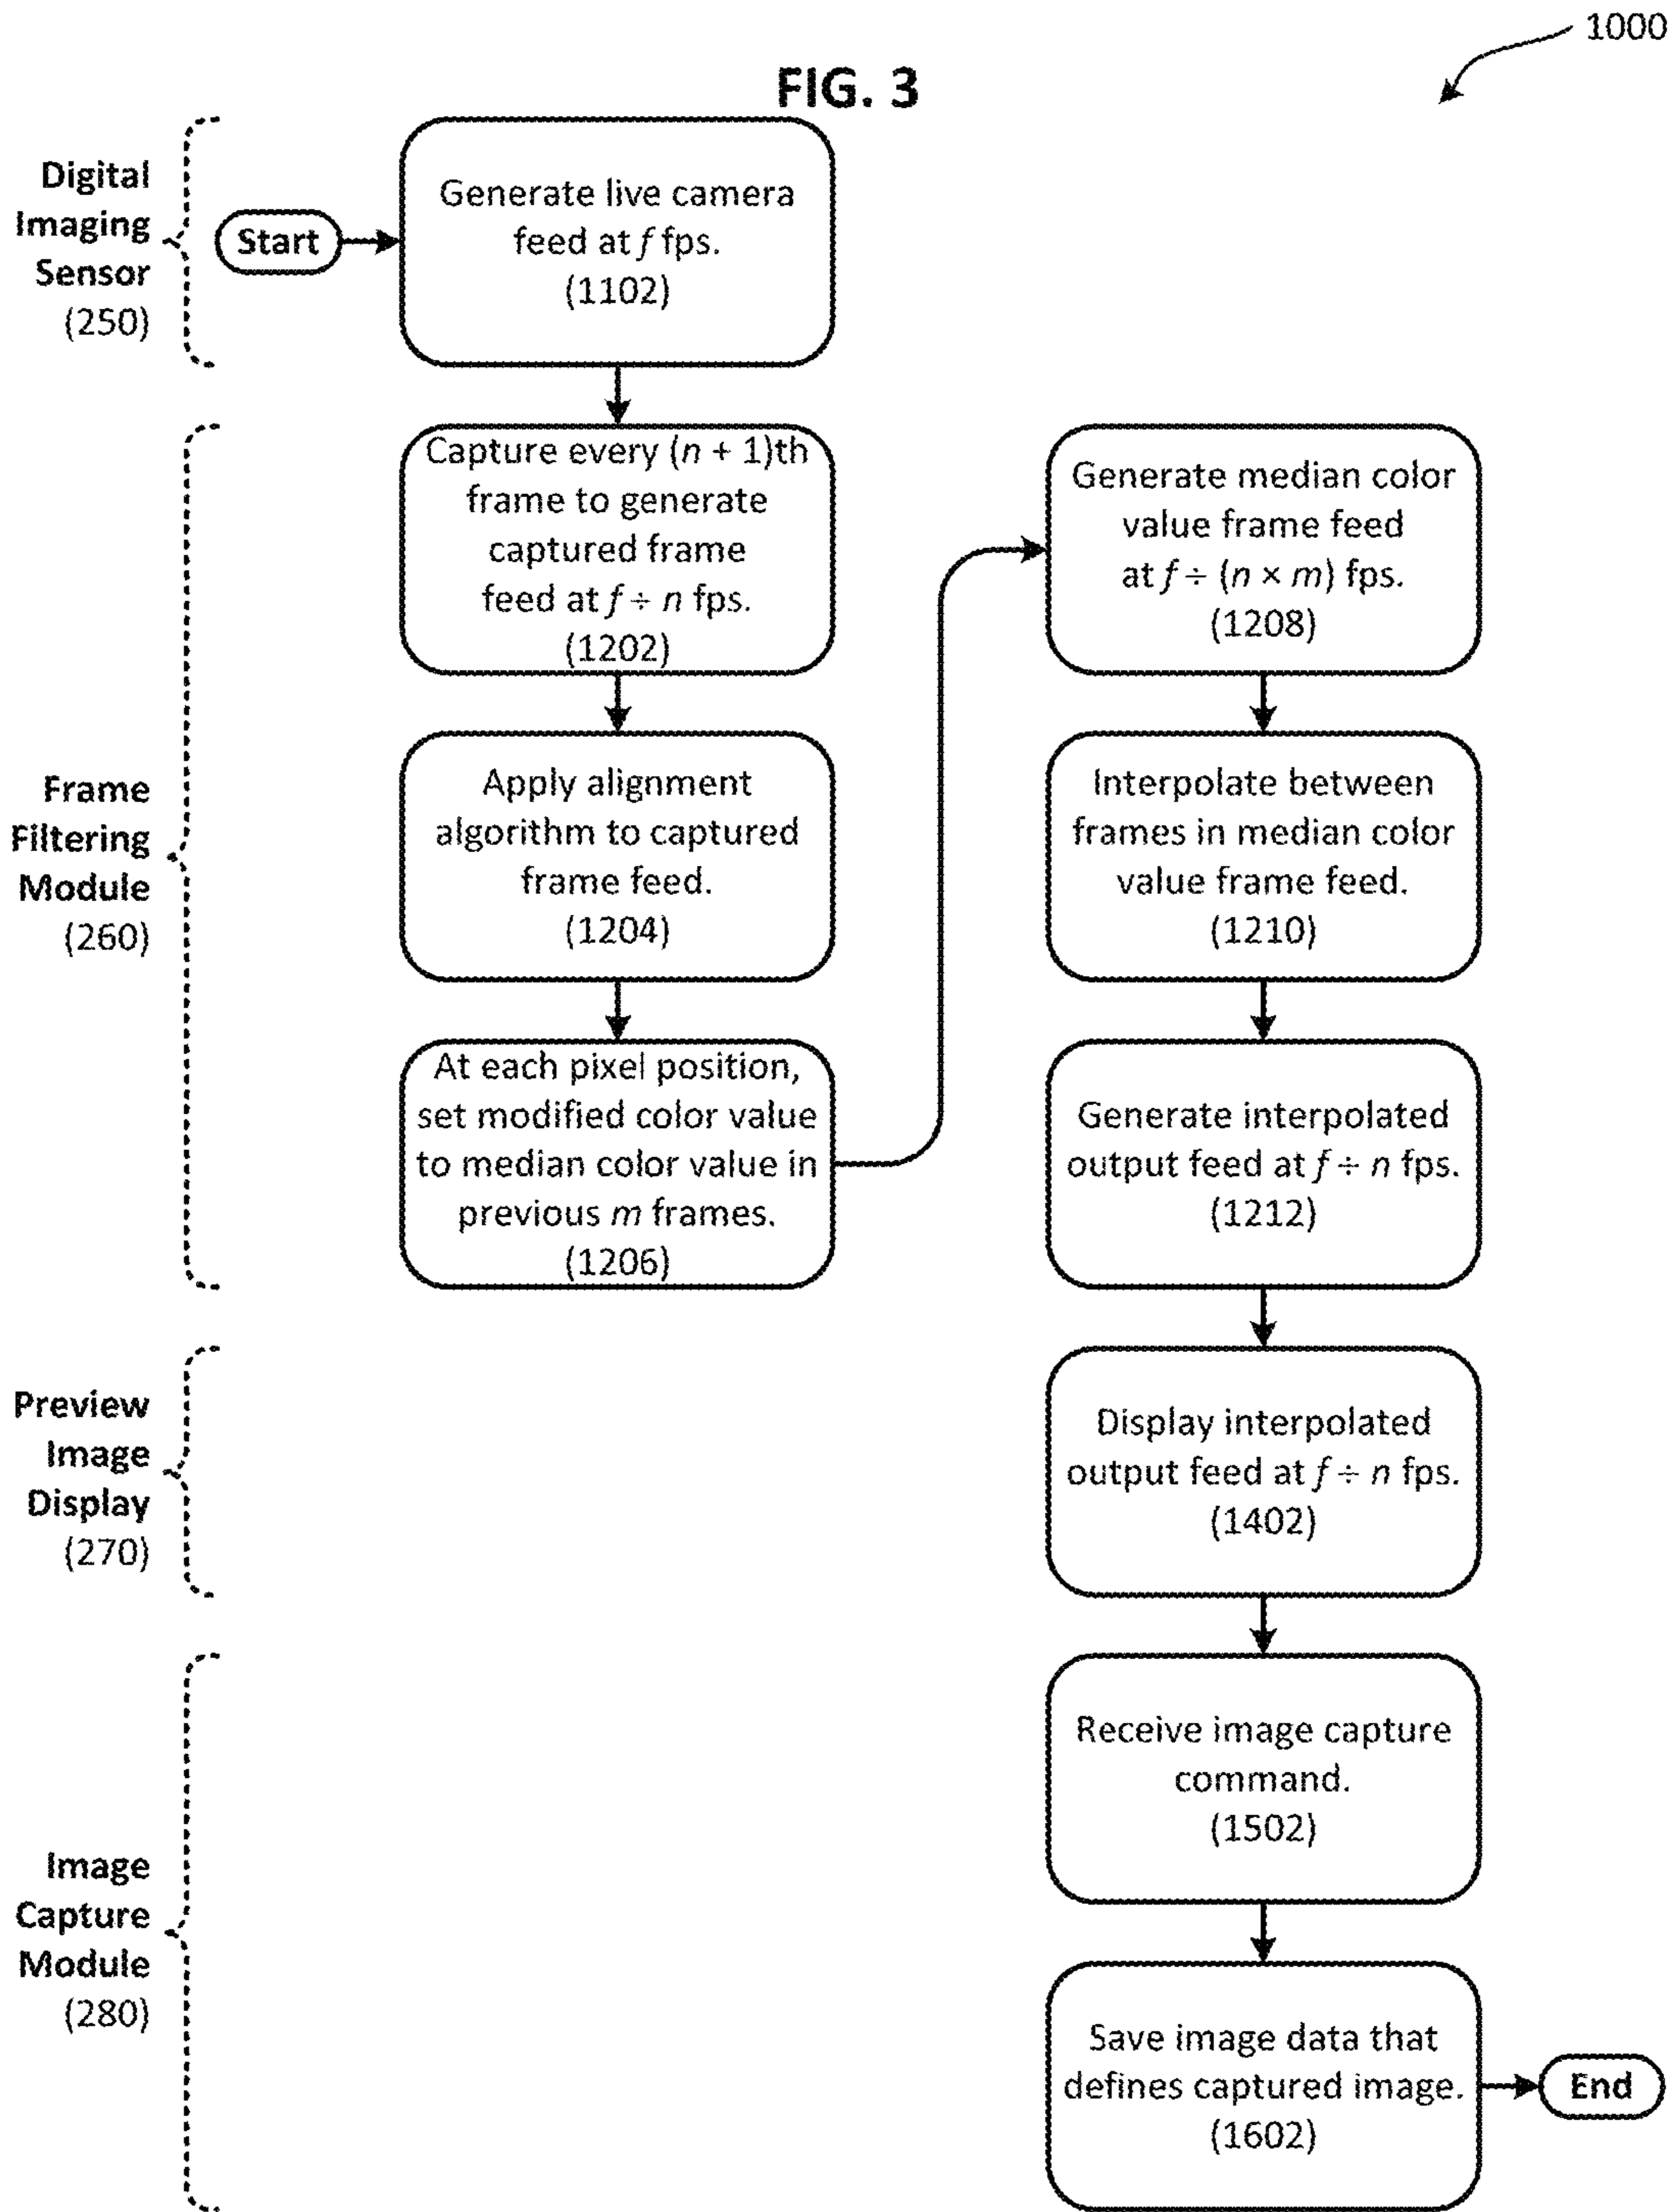 1000
FIG. 3
Digital
Imaging
Sensor
(250)
Start
Generate live camera
feed at f fps.
(1102)
Frame
Filtering
Module
(260)
Capture every (n + 1)th
frame to generate
captured frame
feed at f ÷ n fps.
(1202)
Apply alignment
algorithm to captured
frame feed.
(1204)
At each pixel position,
set modified color value
to median color value in
previous m frames.
(1206)
Generate median color
value frame feed
at f ÷ (n × m) fps.
(1208)
Interpolate between
frames in median color
value frame feed.
(1210)
Generate interpolated
output feed at f ÷ n fps.
(1212)
Preview
Image
Display
(270)
Display interpolated
output feed at f ÷ n fps.
(1402)
Image
Capture
Module
(280)
Receive image capture
command.
(1502)
Save image data that
defines captured image.
(1602)
End